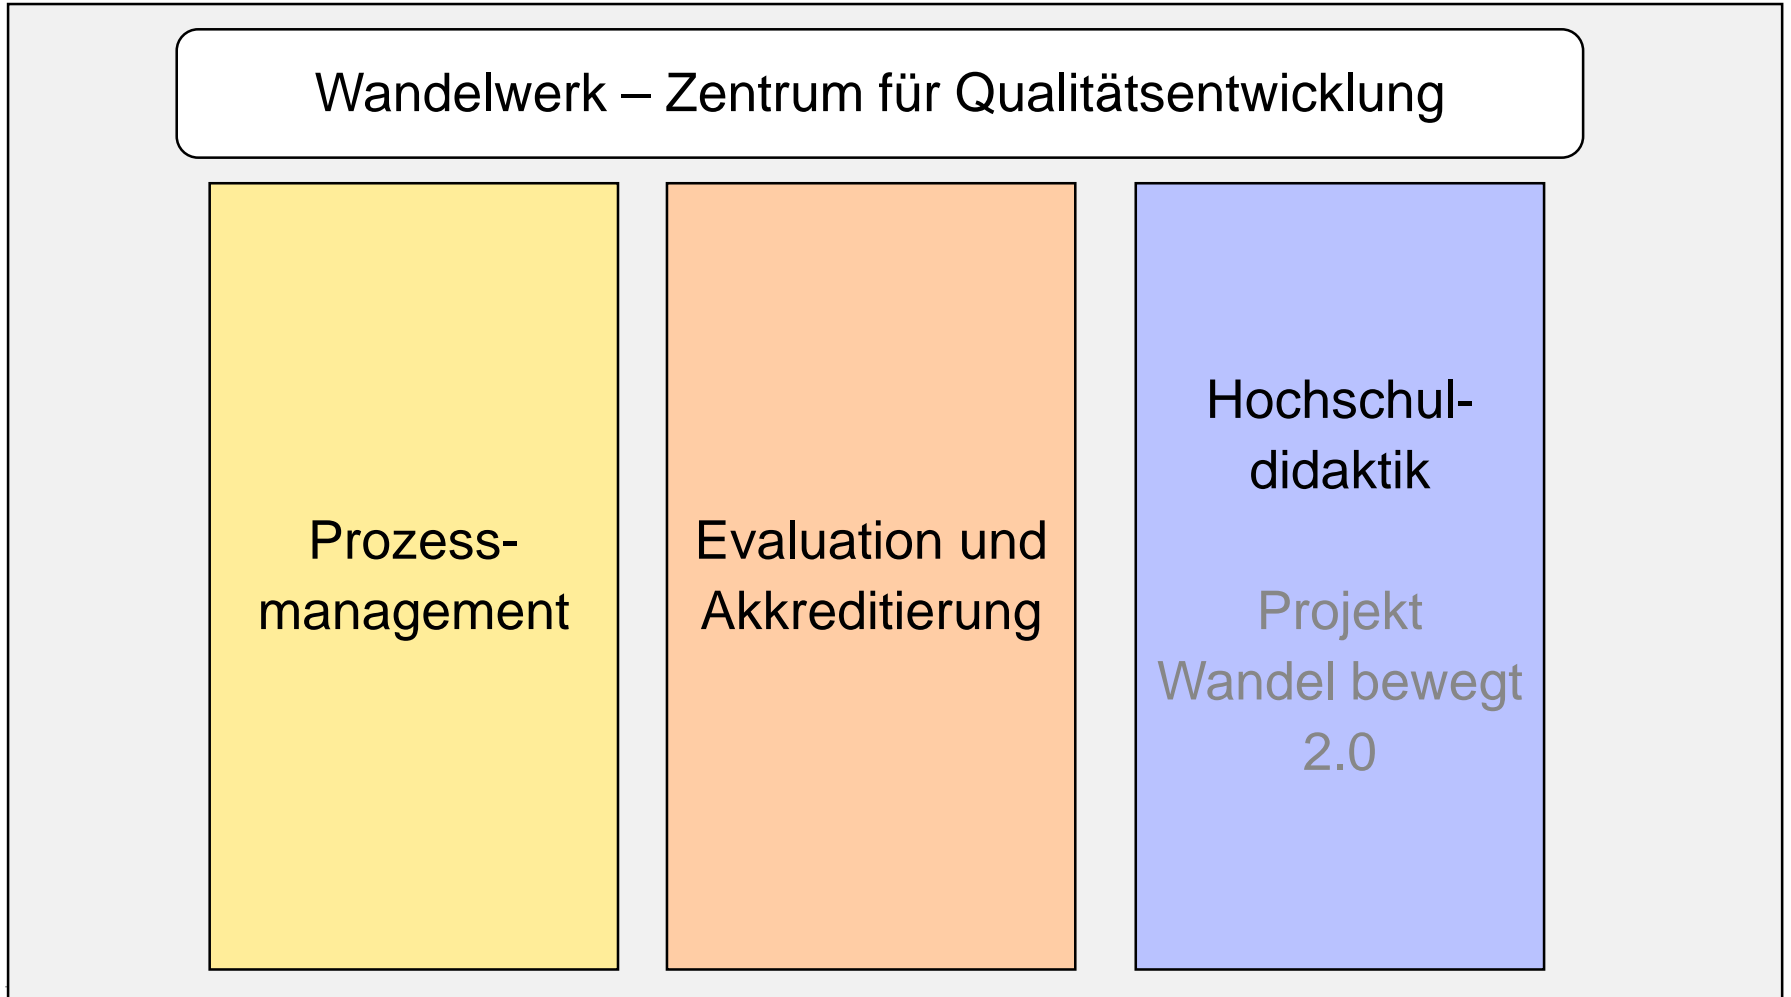 Wandelwerk – Zentrum für Qualitätsentwicklung
Prozess-
management
Evaluation und
Akkreditierung
Hochschul-
didaktik
Projekt
Wandel bewegt
2.0